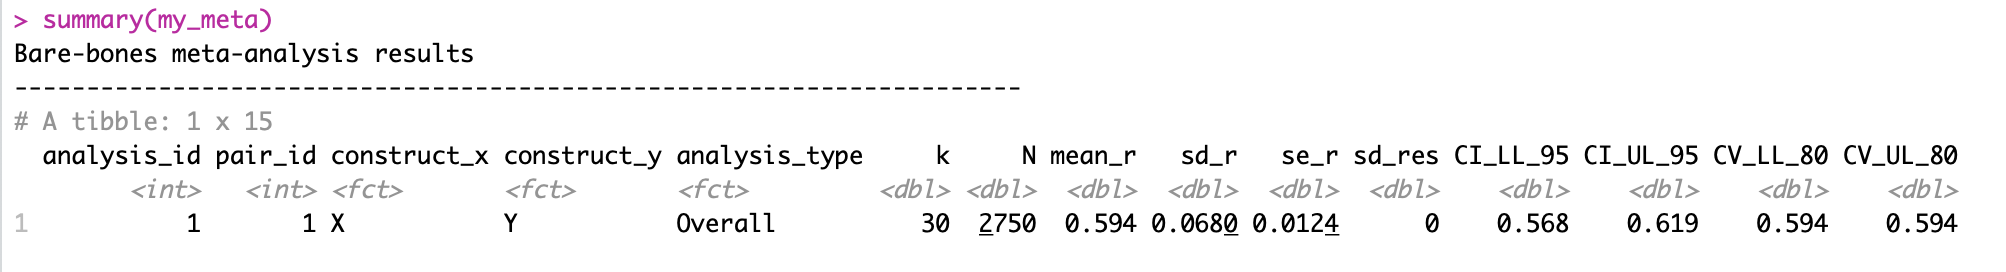 > summary(my_meta)
Bare-bones meta-analysis results
----------------------------------------------------------------------
# A tibble: 1 x 15
  analysis_id pair_id construct_x construct_y analysis_type     k     N mean_r   sd_r   se_r sd_res CI_LL_95 CI_UL_95 CV_LL_80 CV_UL_80
        <int>   <int> <fct>       <fct>       <fct>         <dbl> <dbl>  <dbl>  <dbl>  <dbl>  <dbl>    <dbl>    <dbl>    <dbl>    <dbl>
1           1       1 X           Y           Overall          30  2750  0.594 0.0680 0.0124      0    0.568    0.619    0.594    0.594